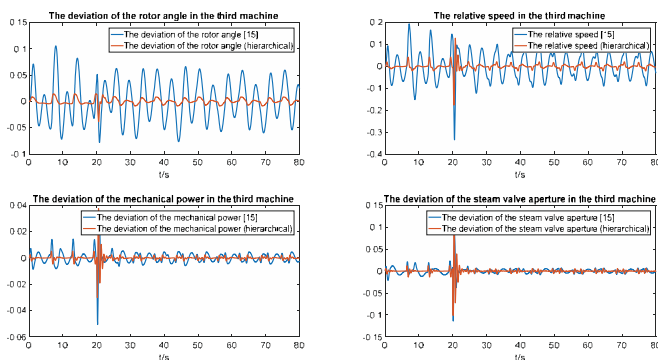 The deviation of the rotor angle in the third machine
The deviation of the rotor angle [15]
The deviation of the rotor angle (hierarchical)
0 15
0 1
0 05
0
-0 05
-0 1
0 10 20 30 40 50 60 70 80
t/s
The relative speed in the third machine
The relative speed [15]
The relative speed (hierarchical)
0 2
0 1
0
-0 1
-0 2
-0 3
-0 4
0 10 20 30 40 50 60 70 80
t/s
The deviation of the mechanical power in the third machine
The deviation of the mechanical power [15]
The deviation of the mechanical power (hierarchical)
0 04
0 02
0
-0 02
-0 04
-0 06
0 10 20 30 40 50 60 70 80
t/s
The deviation of the steam valve aperture in the third machine
The deviation of the steam valve aperture [15]
The deviation of the steam valve aperture (hierarchical)
0 15
0 1
0 05
0
-0 05
-0 1
-0 15
0 10 20 30 40 50 60 70 80
t/s